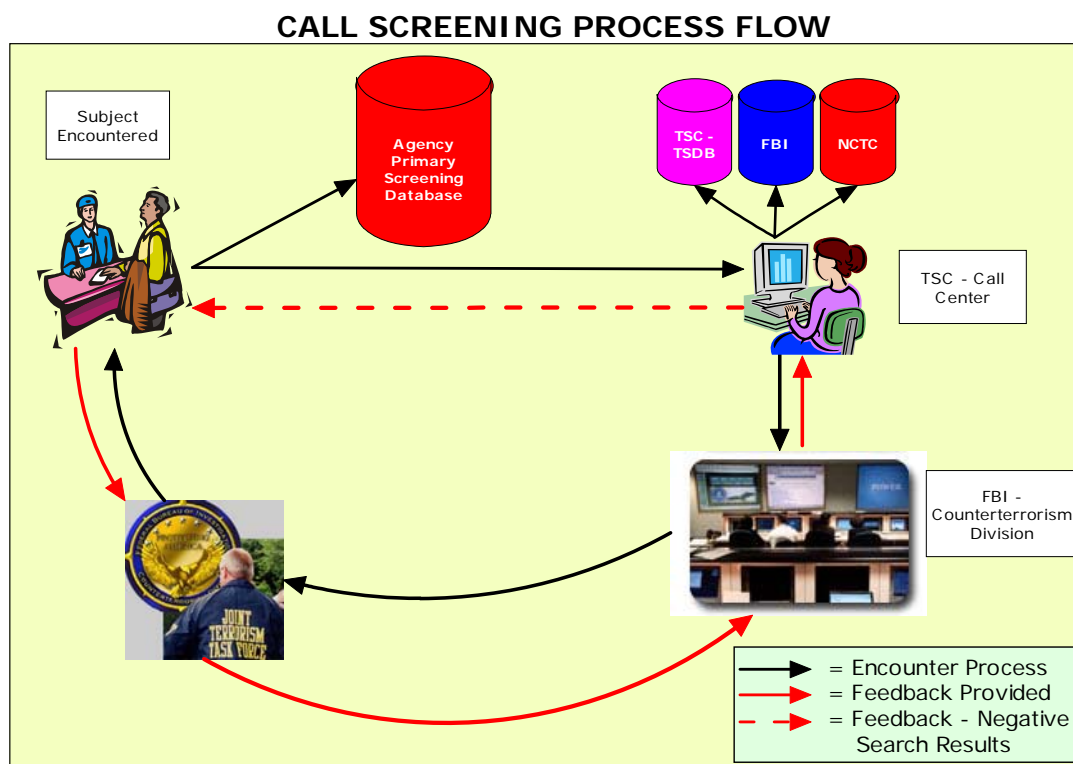 CALL SCREENING PROCESS FLOW
Subject
Encountered
Agency
Primary
Screening
Database
TSC -
TSDB
FBI
NCTC
TSC - Call
Center
FBI -
Counterterrorism
Division
JOINT
TERRORISM
TASK FORCE
= Encounter Process
= Feedback Provided
= Feedback - Negative
Search Results